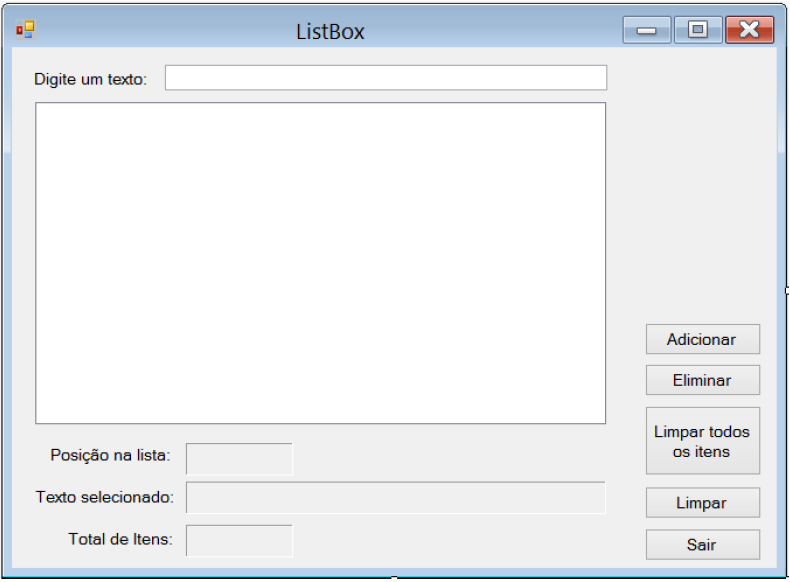 ListBox
Digite um texto:
Adicionar
Eliminar
Limpar todos
os itens
Posição na lista:
Texto selecionado:
Limpar
Total de Itens:
Sair